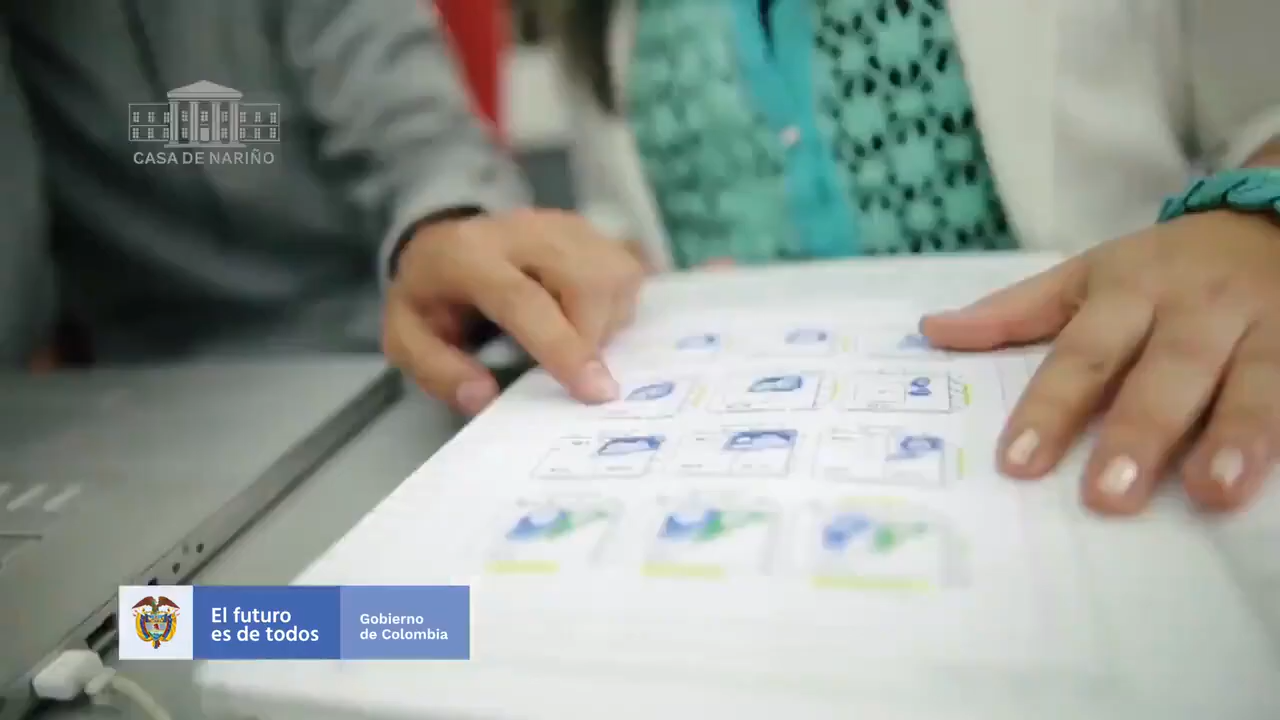 CASA DE NARIÑO
El futuro
es de todos
Gobierno
de Colombia